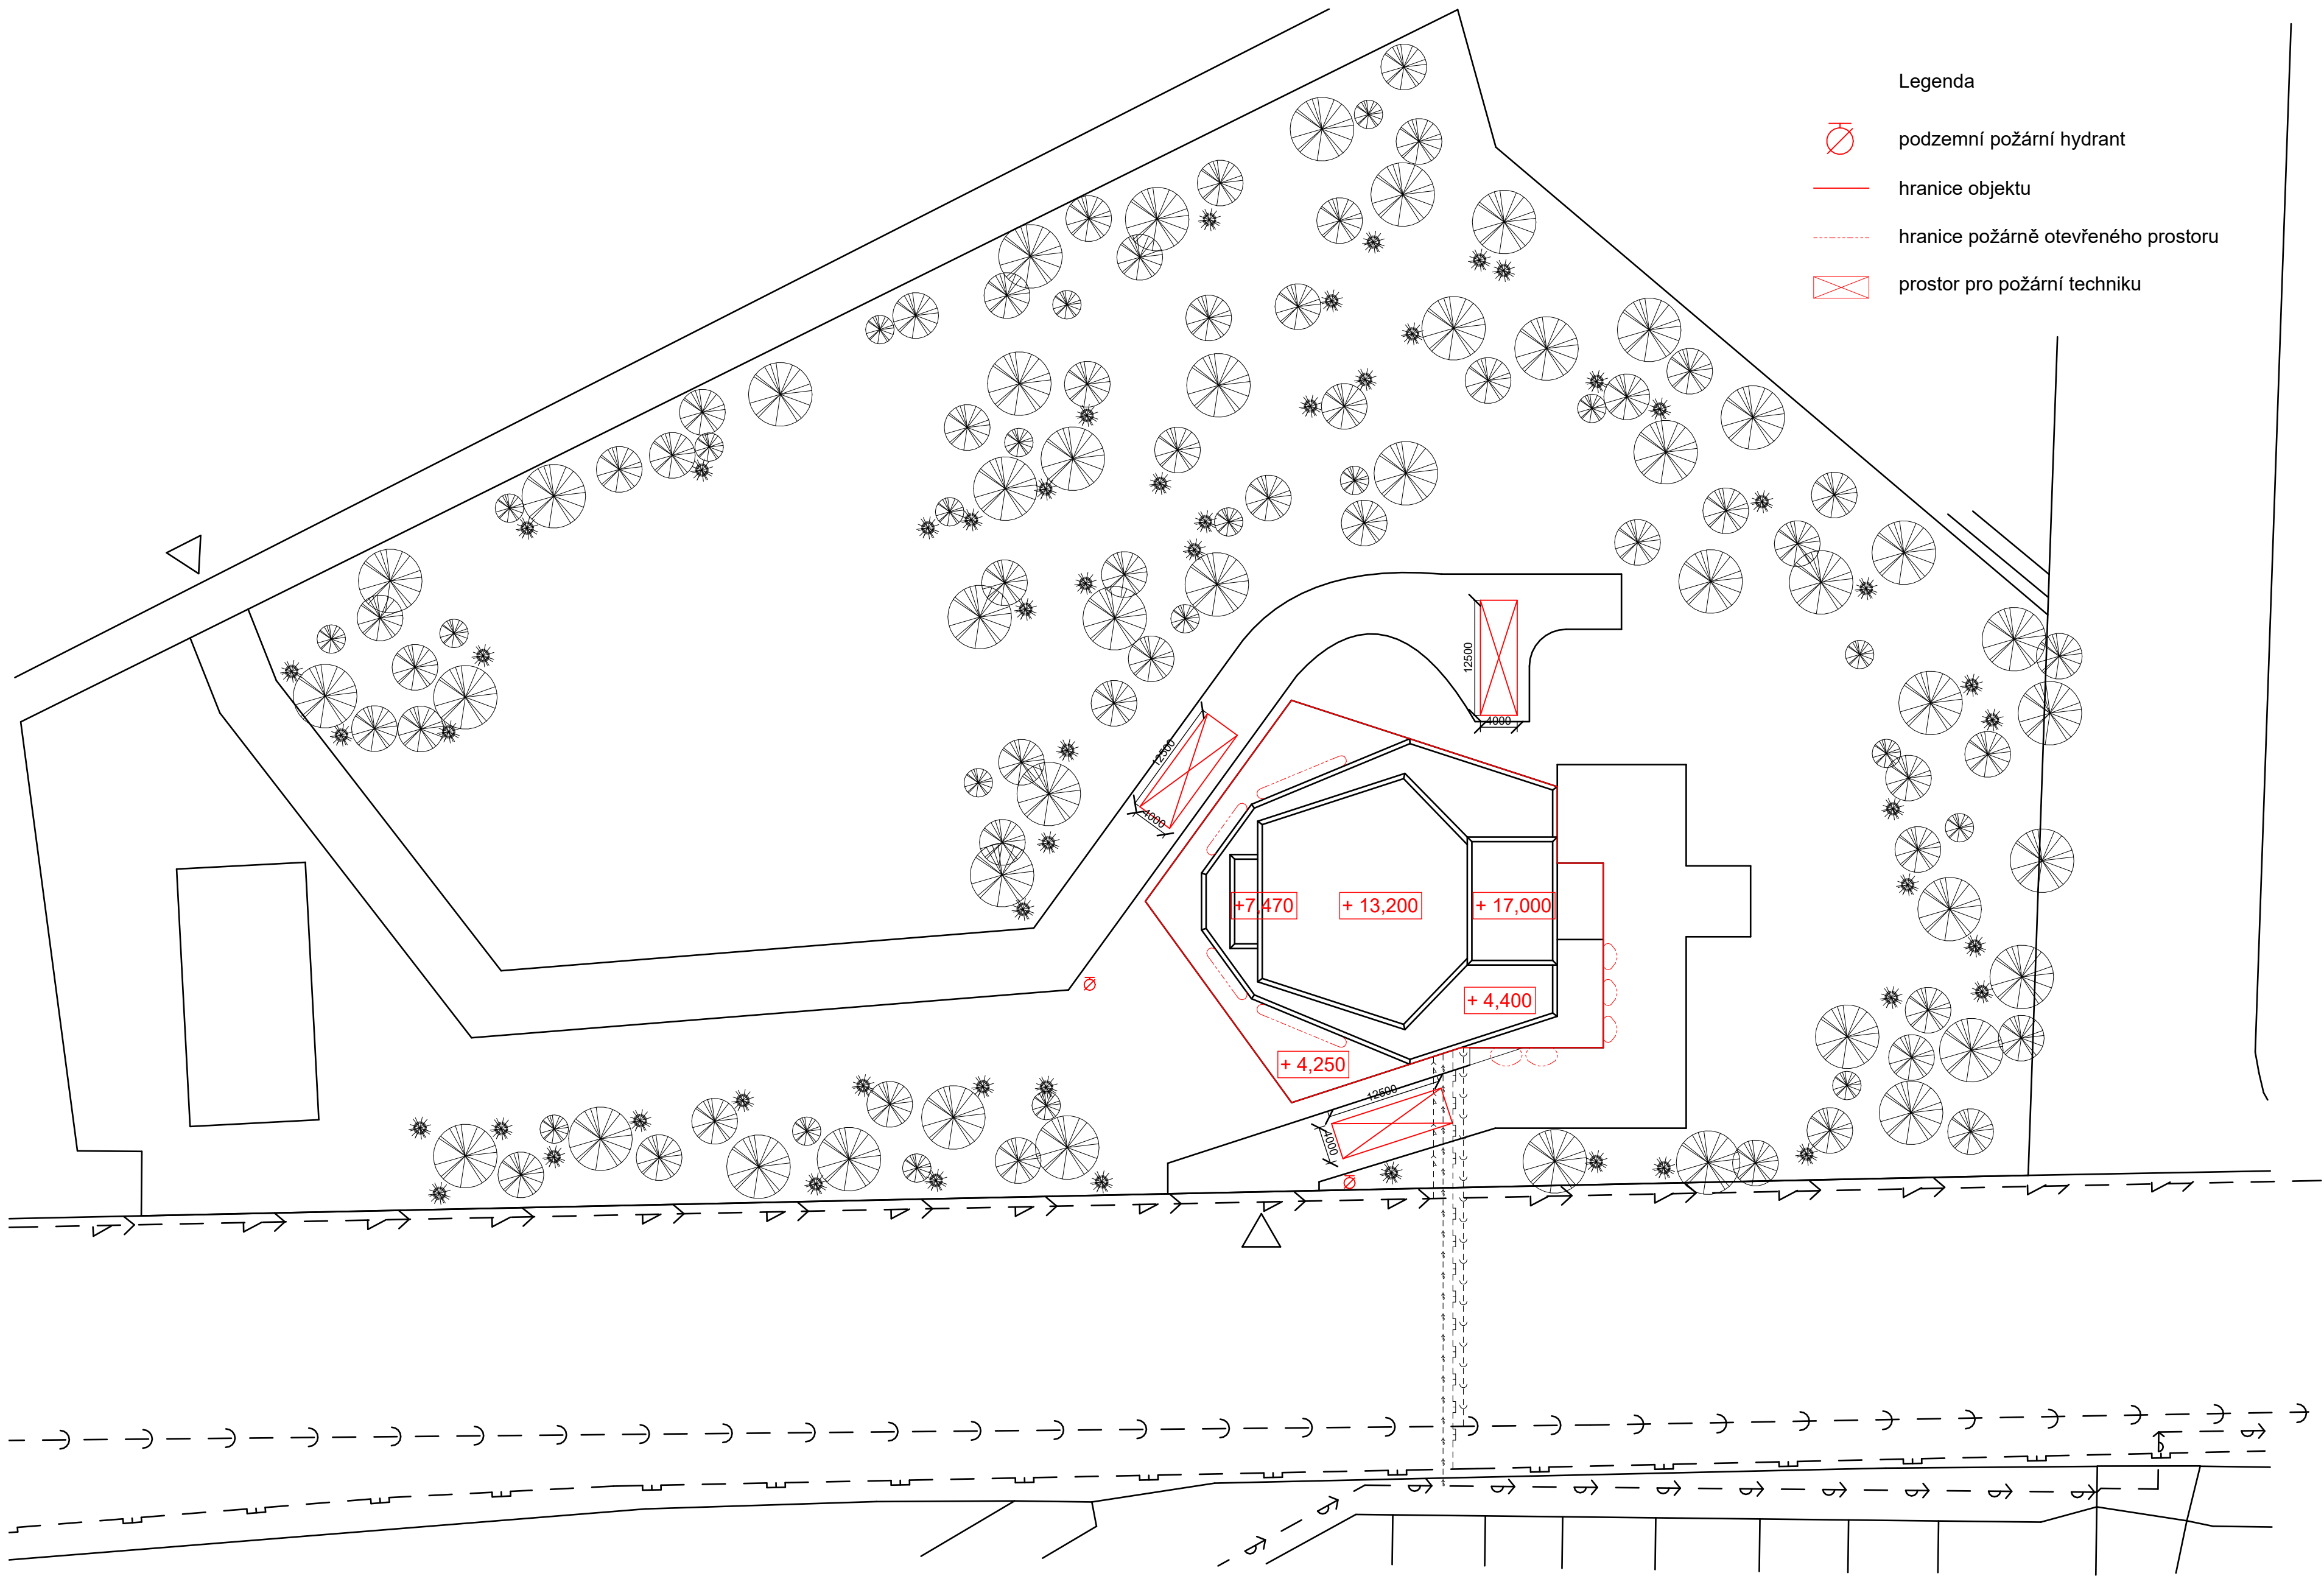 Legenda
podzemní požární hydrant
hranice objektu
hranice požárně otevřeného prostoru
prostor pro požární techniku
12500
4000
12500
4000
+7,470
+ 13,200
+ 17,000
+ 4,400
+ 4,250
12500
4000